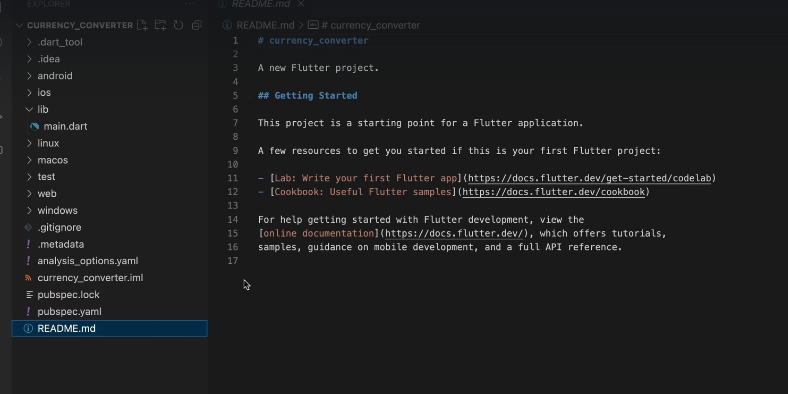 EXPLORER
README.md
CURRENCY_CONVERTER
README.md > # currency_converter
.dart_tool
.idea
android
ios
lib
main.dart
linux
macos
test
web
windows
.gitignore
.metadata
analysis_options.yaml
currency_converter.iml
pubspec.lock
pubspec.yaml
README.md
1 # currency_converter
2
3 A new Flutter project.
4
5 ## Getting Started
6
7 This project is a starting point for a Flutter application.
8
9 A few resources to get you started if this is your first Flutter project:
10
11 - [Lab: Write your first Flutter app](https://docs.flutter.dev/get-started/codelab)
12 - [Cookbook: Useful Flutter samples](https://docs.flutter.dev/cookbook)
13
14 For help getting started with Flutter development, view the
15 [online documentation](https://docs.flutter.dev/), which offers tutorials,
16 samples, guidance on mobile development, and a full API reference.
17